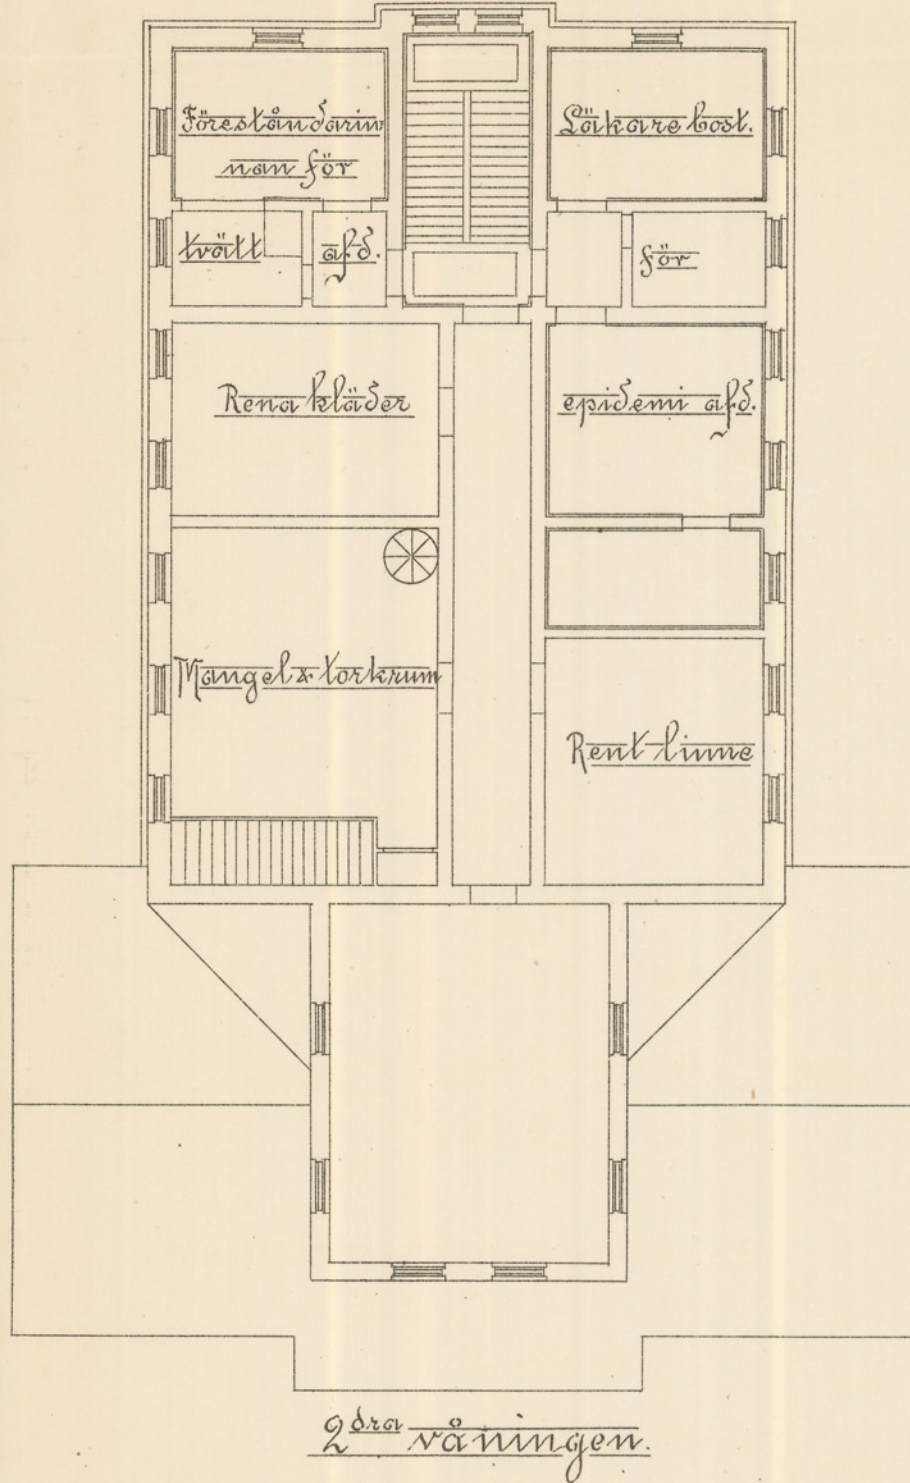 Föreståndarin
nan för
tvätt afd.
Läkare bost.
för
epidemi afd.
Rena kläder
Mangel & torkrum
Rent linne
2dra våningen.